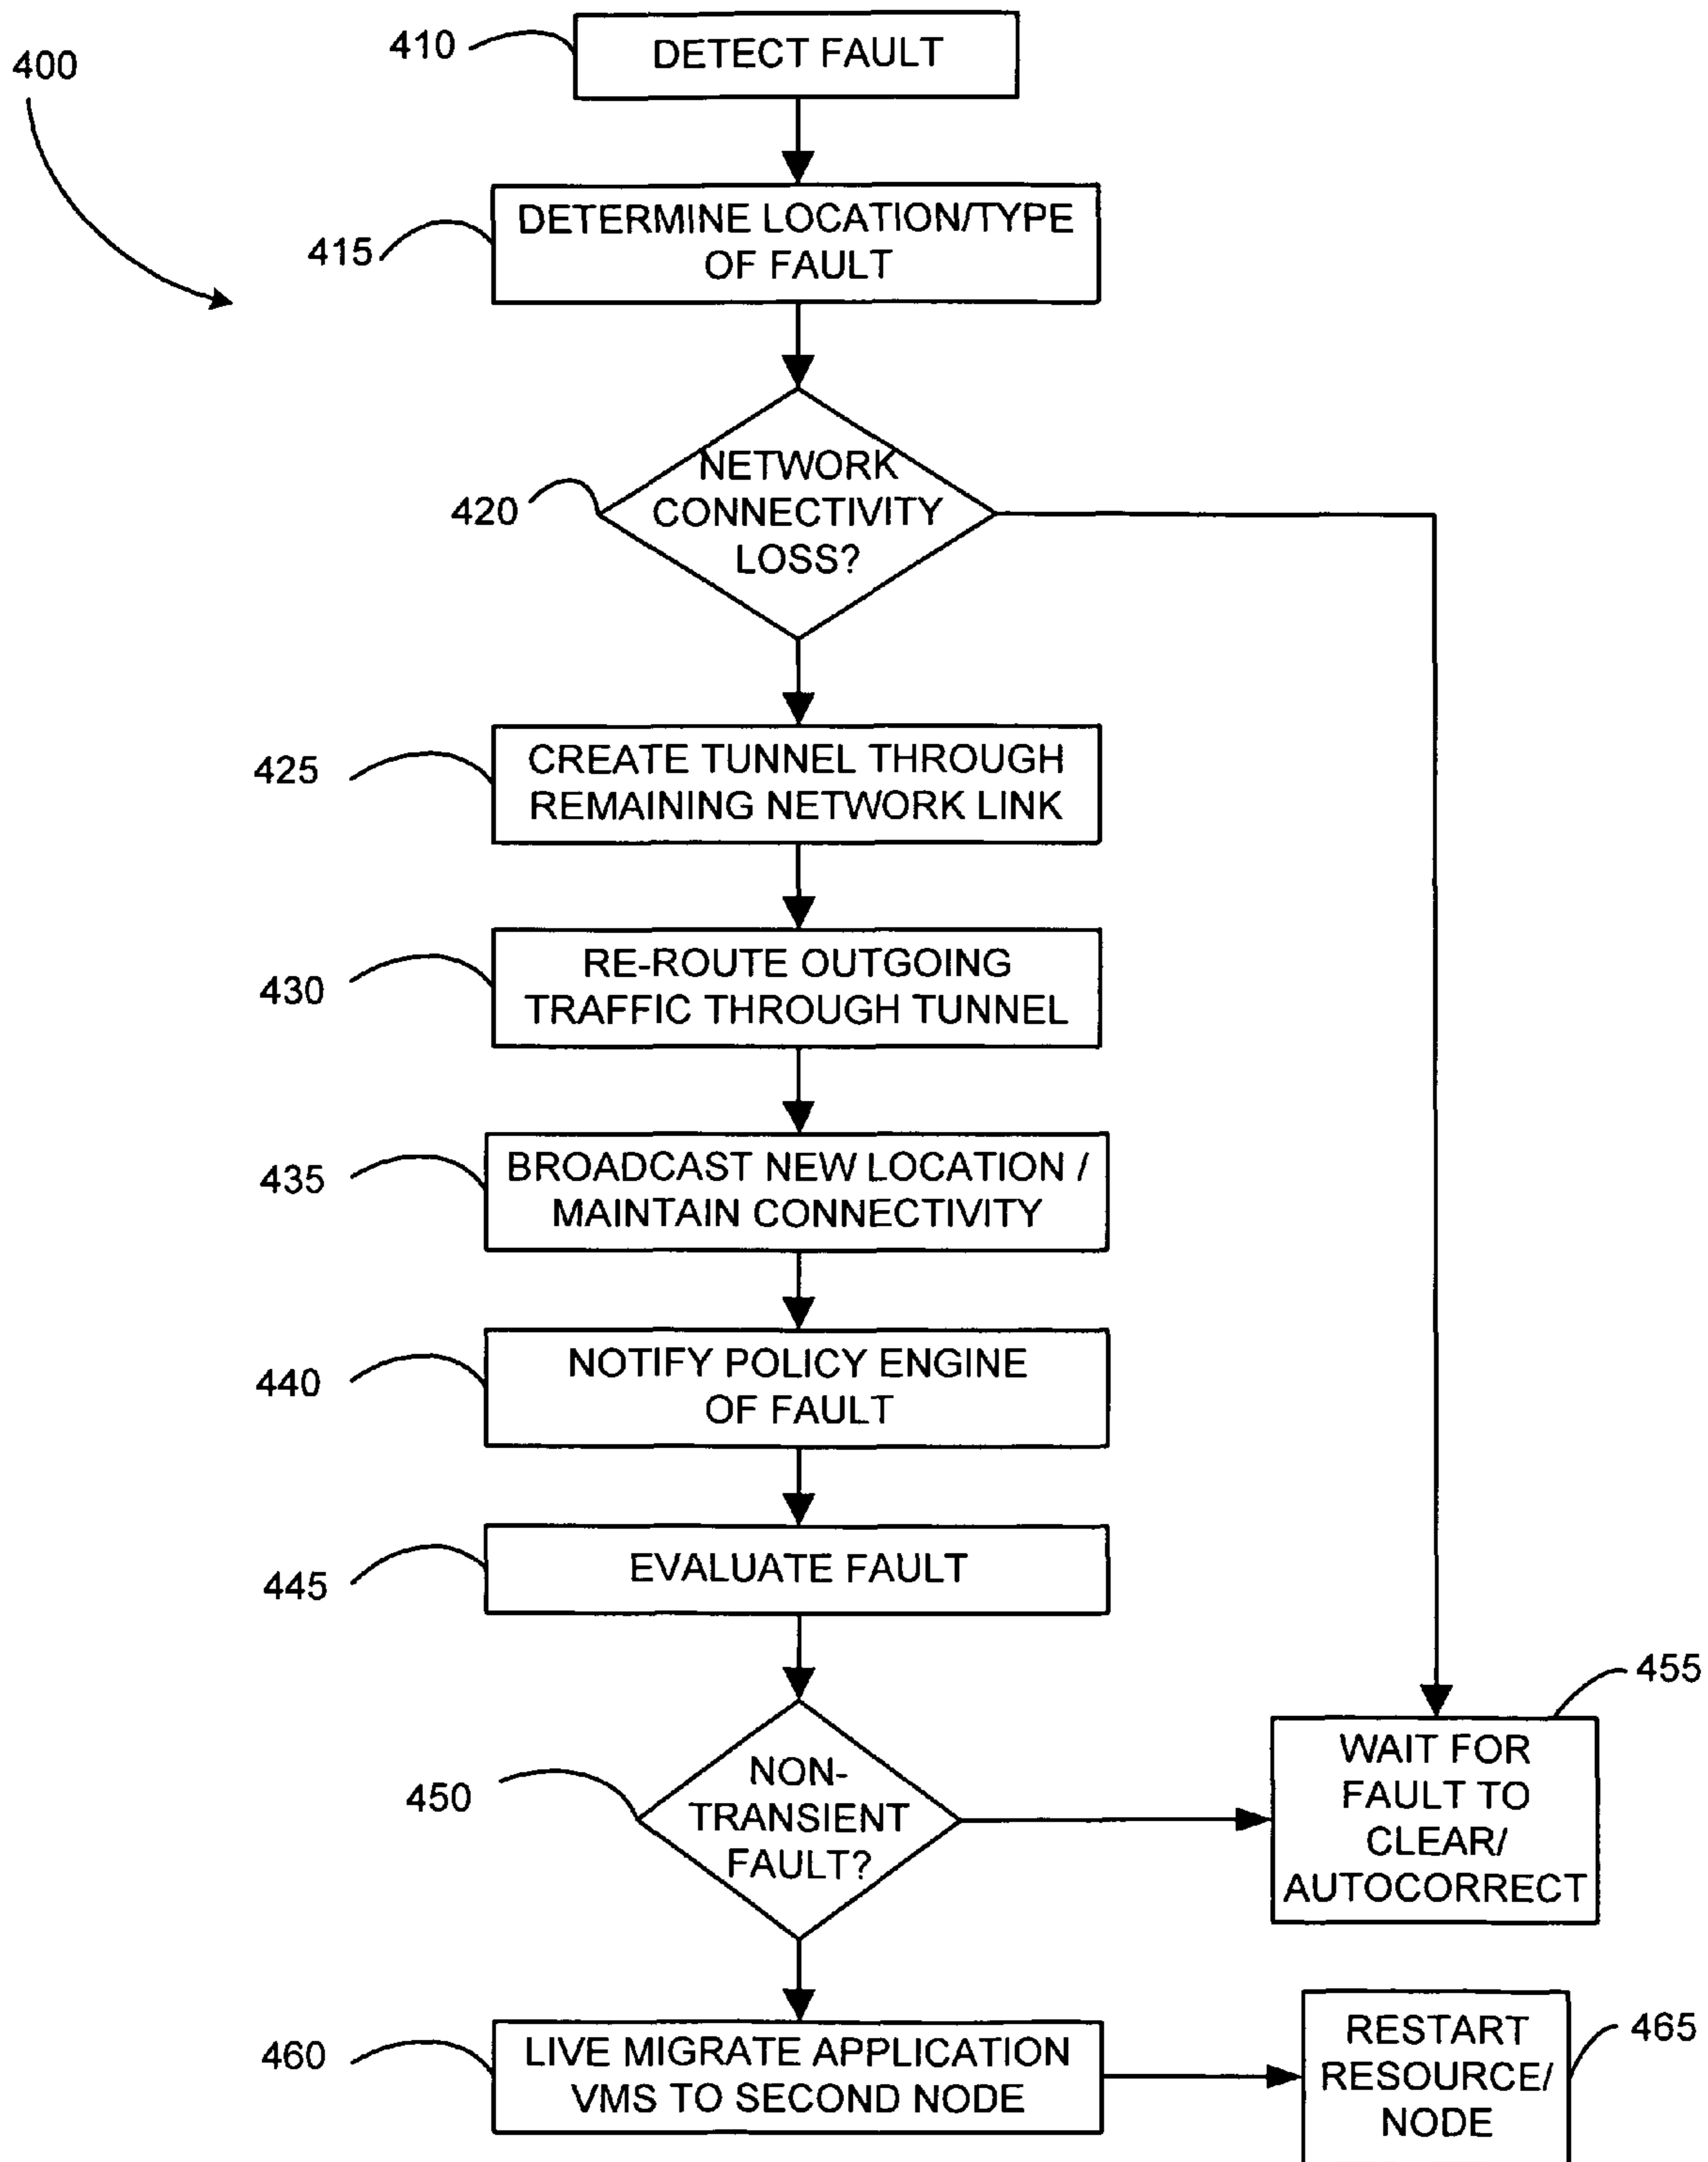 400
410
DETECT FAULT
415
DETERMINE LOCATION/TYPE
OF FAULT
420
NETWORK
CONNECTIVITY
LOSS?
425
CREATE TUNNEL THROUGH
REMAINING NETWORK LINK
430
RE-ROUTE OUTGOING
TRAFFIC THROUGH TUNNEL
435
BROADCAST NEW LOCATION /
MAINTAIN CONNECTIVITY
440
NOTIFY POLICY ENGINE
OF FAULT
445
EVALUATE FAULT
450
NON-
TRANSIENT
FAULT?
455
WAIT FOR
FAULT TO
CLEAR/
AUTOCORRECT
460
LIVE MIGRATE APPLICATION
VMS TO SECOND NODE
465
RESTART
RESOURCE/
NODE